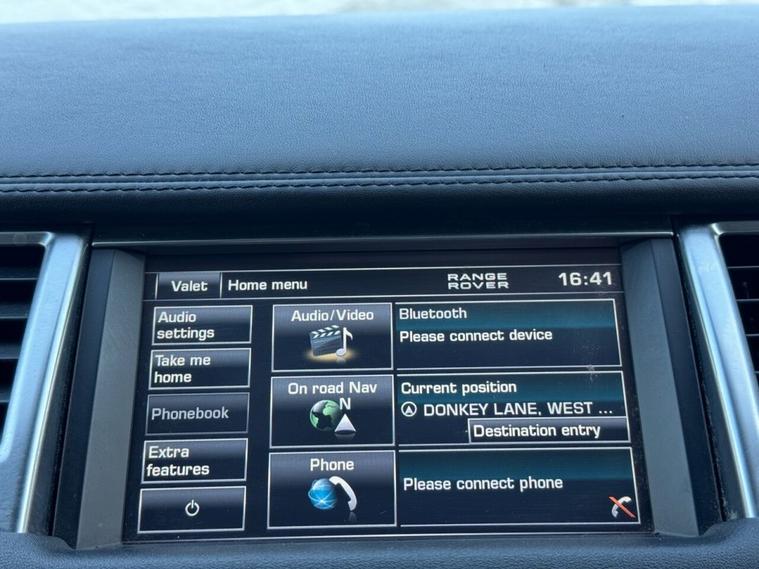 Valet
Home menu
RANGE
ROVER
16:41
Audio
settings
Take me
home
Phonebook
Extra
features
Audio/Video
On road Nav
N
Phone
Bluetooth
Please connect device
Current position
DONKEY LANE, WEST ...
Destination entry
Please connect phone